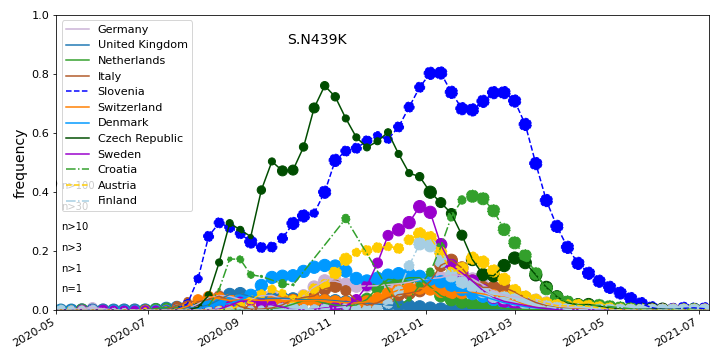 S.N439K
Germany
United Kingdom
Netherlands
Italy
Slovenia
Switzerland
Denmark
Czech Republic
Sweden
Croatia
Austria
Finland
n>100
n>30
n>10
n>3
n>1
n=1
frequency
1.0
0.8
0.6
0.4
0.2
0.0
2020-05
2020-07
2020-09
2020-11
2021-01
2021-03
2021-05
2021-07